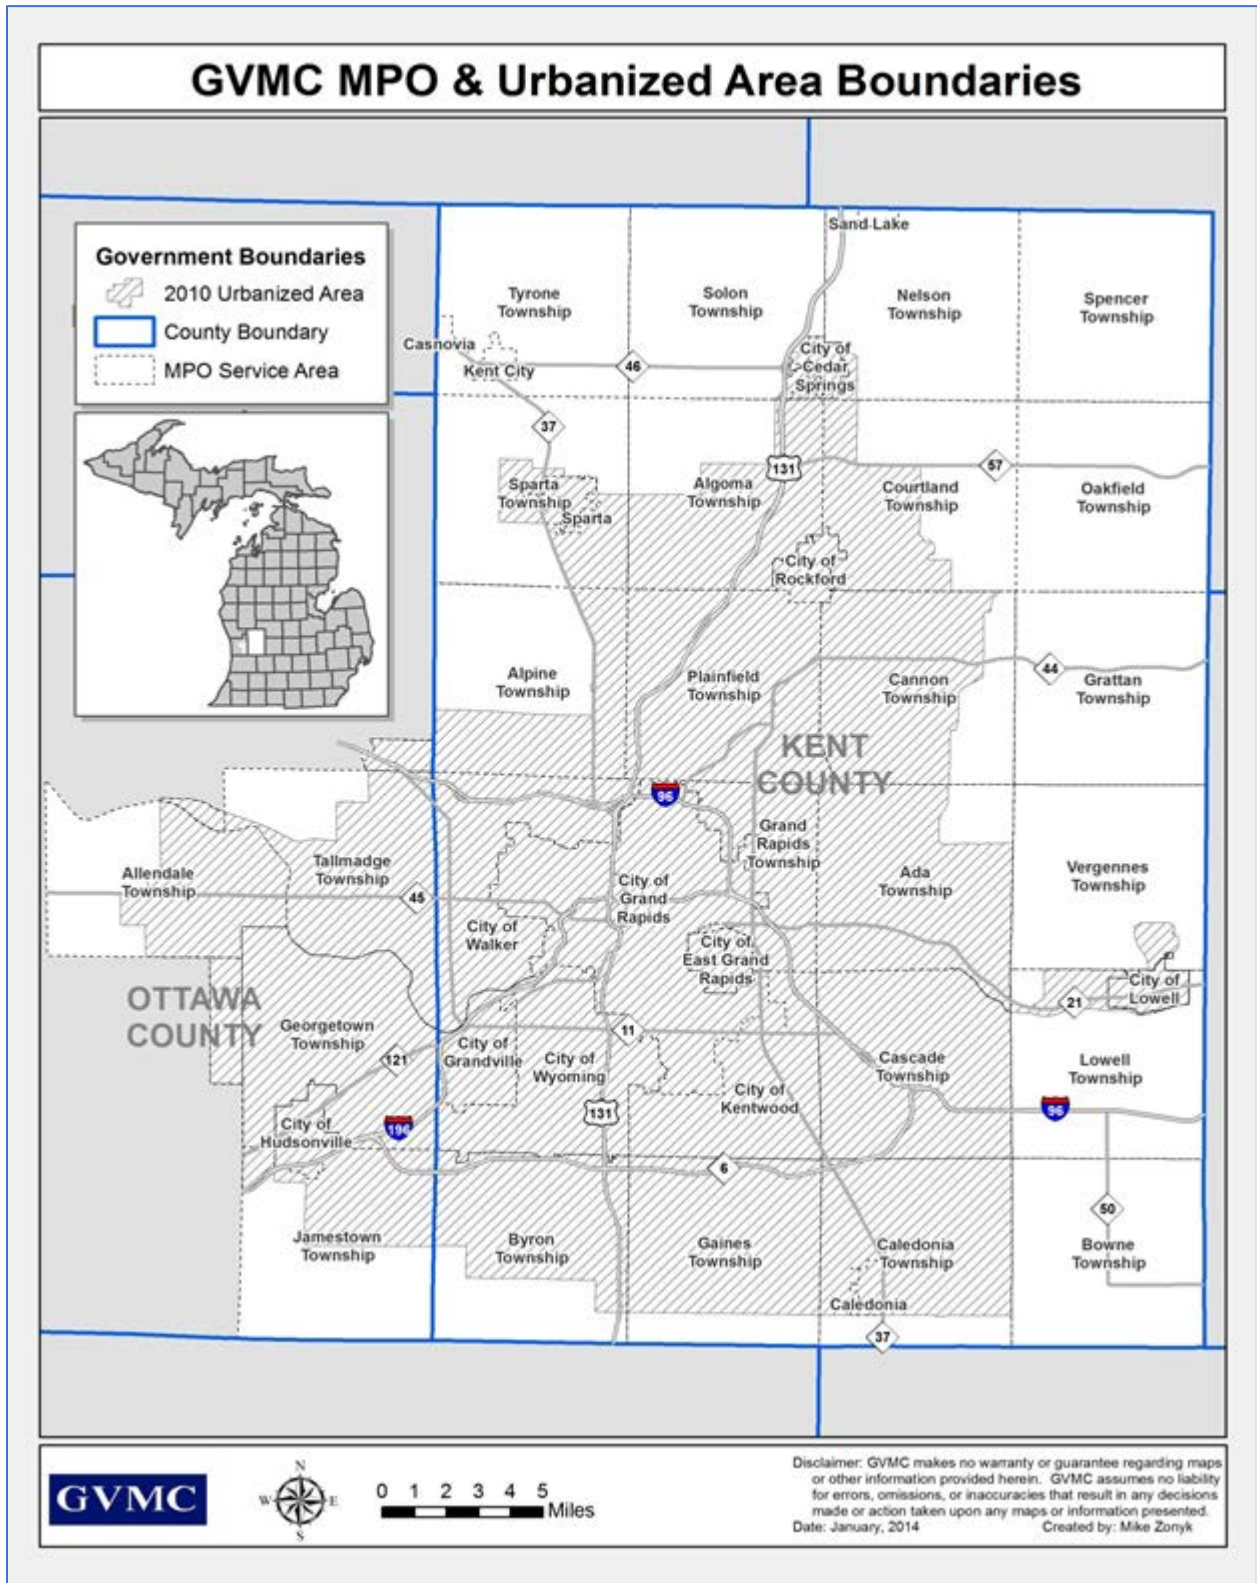 GVMC MPO & Urbanized Area Boundaries
Government Boundaries
2010 Urbanized Area
County Boundary
MPO Service Area
Sand Lake
Tyrone
Township
Solon
Township
Nelson
Township
Spencer
Township
Casnovia
Kent City
46
City of
Cedar
Springs
37
131
57
Sparta
Township
Sparta
Algoma
Township
Courtland
Township
Oakfield
Township
City of
Rockford
Alpine
Township
Plainfield
Township
Cannon
Township
44
Grattan
Township
KENT
COUNTY
96
Grand
Rapids
Township
Allendale
Township
Tallmadge
Township
45
City of
Grand
Rapids
Ada
Township
Vergennes
Township
City of
Walker
City of
East Grand
Rapids
City of
Lowell
21
OTTAWA
COUNTY
Georgetown
Township
121
City of
Grandville
11
City of
Wyoming
Cascade
Township
Lowell
Township
City of
Kentwood
131
96
196
City of
Hudsonville
6
50
Jamestown
Township
Byron
Township
Gaines
Township
Caledonia
Township
Bowne
Township
Caledonia
37
GVMC
N
W
E
S
0 1 2 3 4 5
Miles
Disclaimer: GVMC makes no warranty or guarantee regarding maps
or other information provided herein. GVMC assumes no liability
for errors, omissions, or inaccuracies that result in any decisions
made or action taken upon any maps or information presented.
Date: January, 2014 Created by: Mike Zonyk